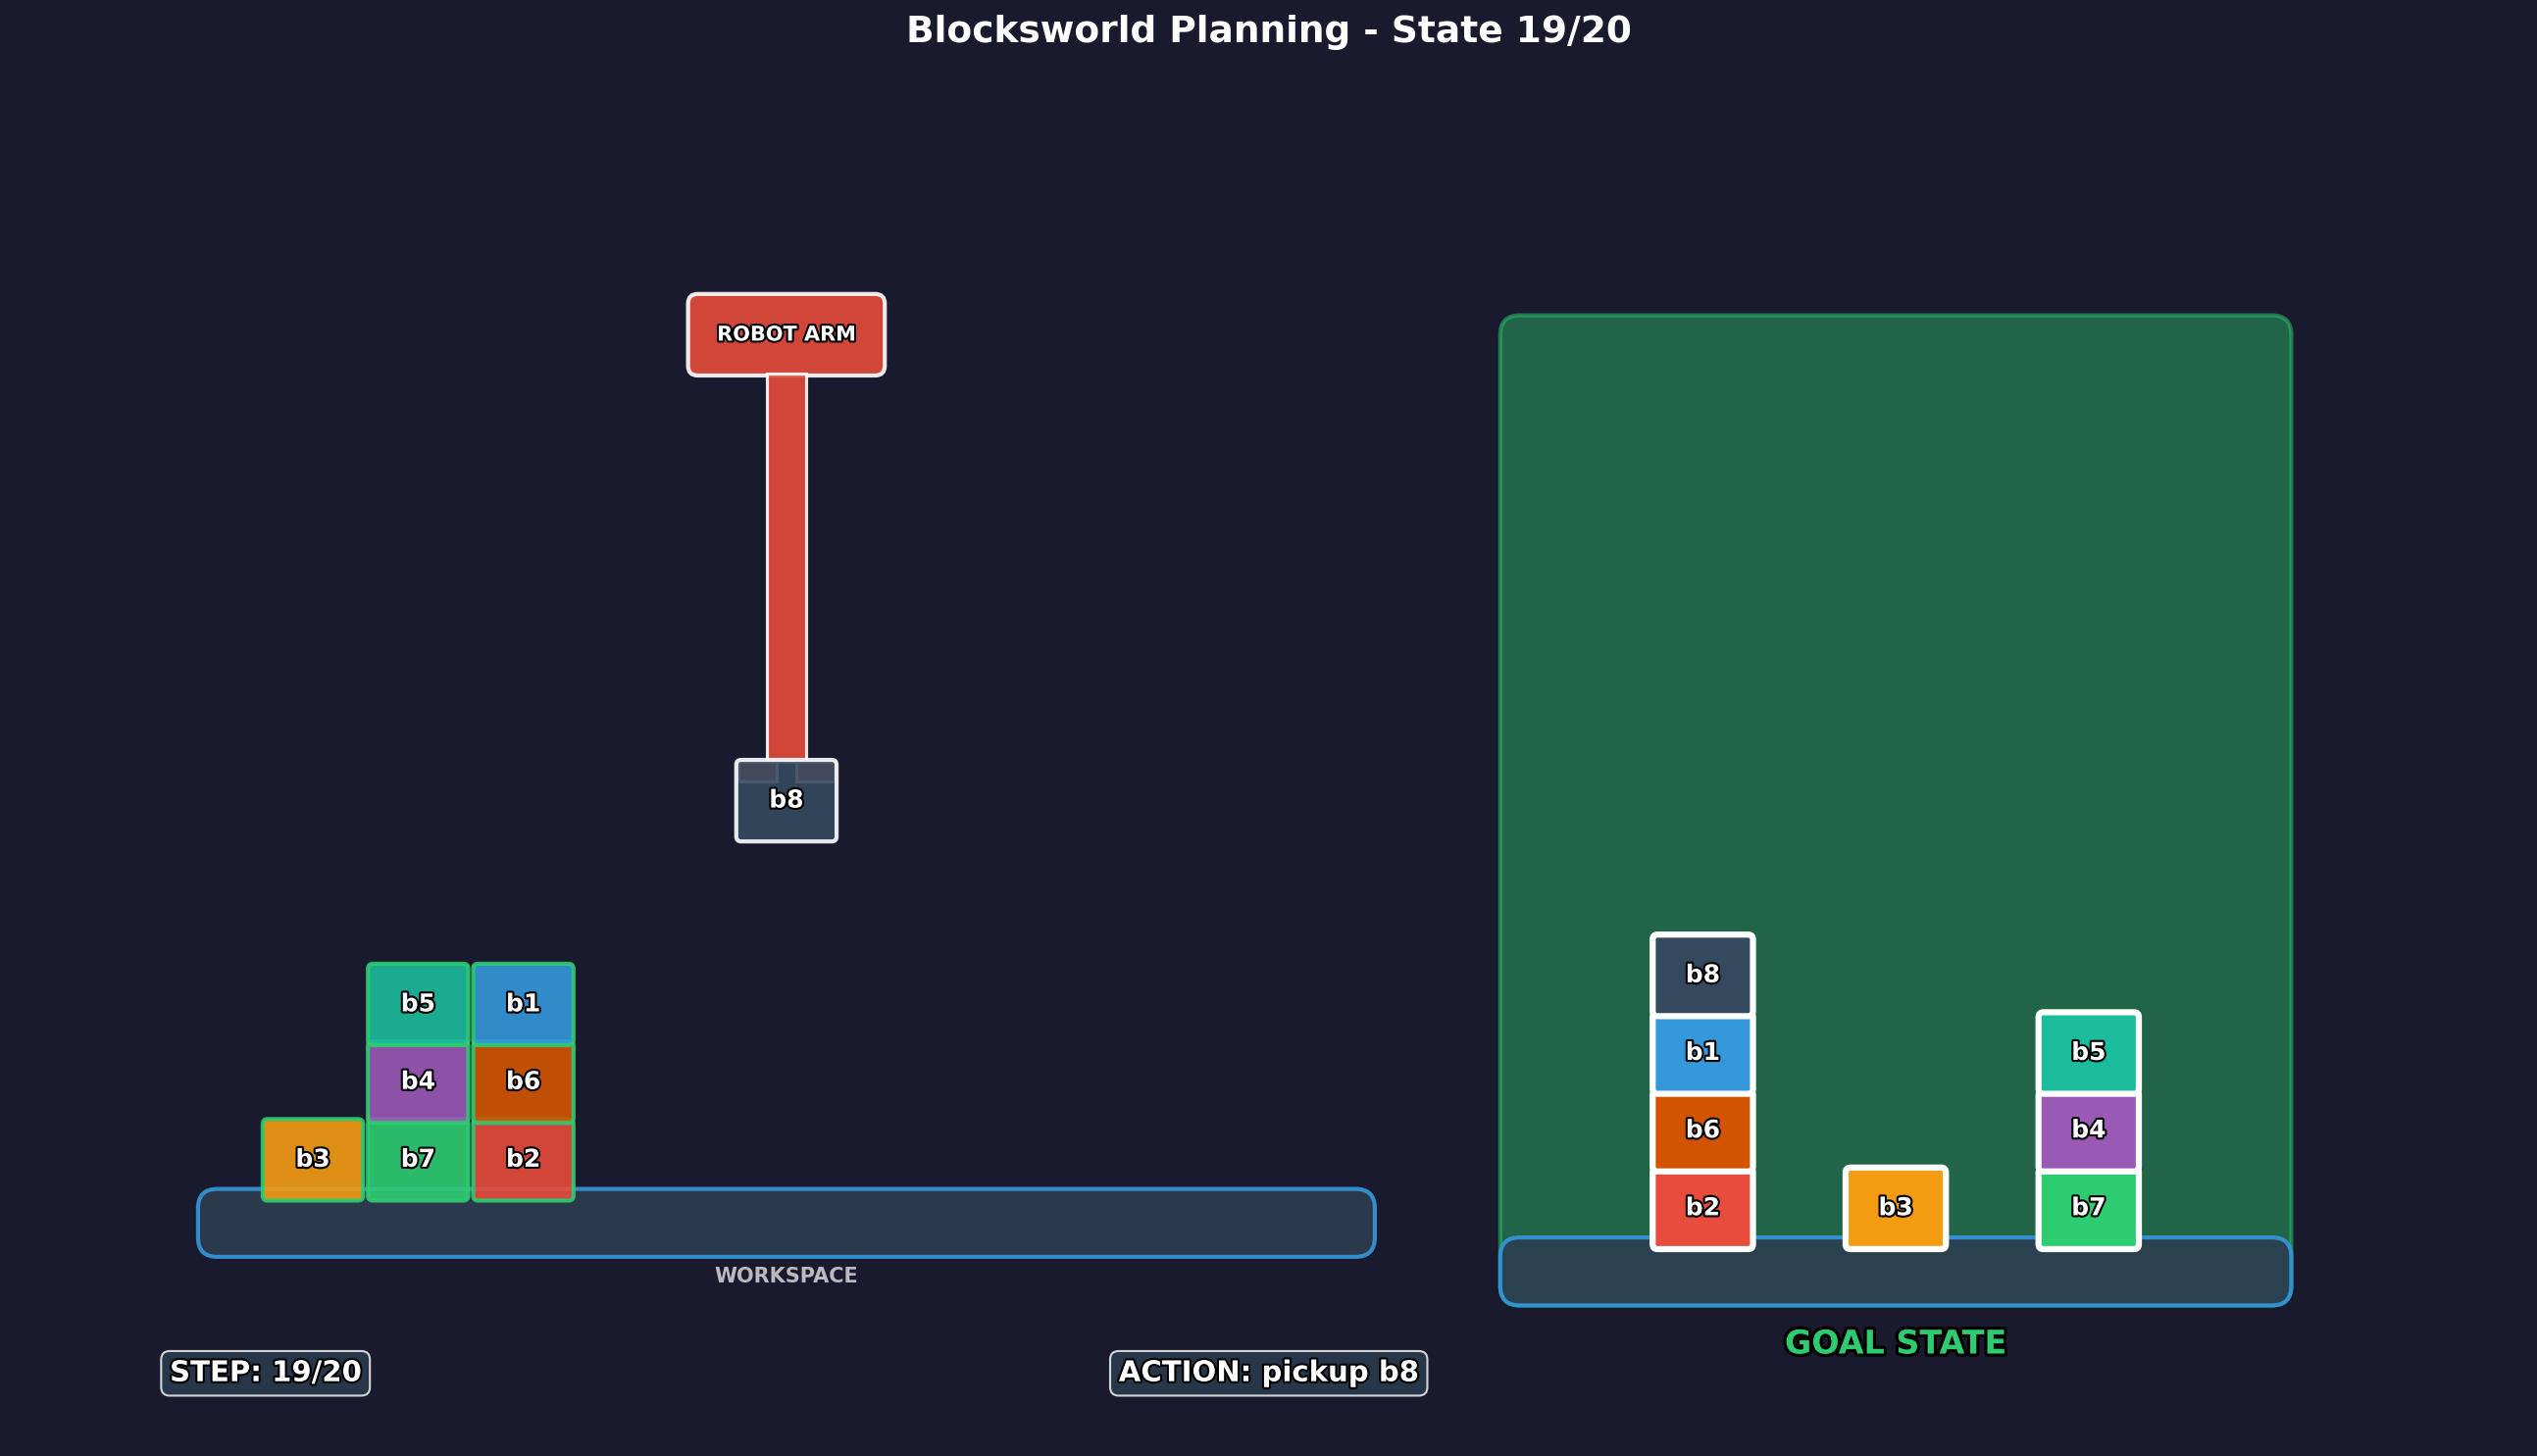 Blocksworld Planning - State 19/20
ROBOT ARM
b8
b5 b1
b4 b6
b3 b7 b2
WORKSPACE
b8
b1 b5
b6 b4
b2 b3 b7
GOAL STATE
STEP: 19/20
ACTION: pickup b8